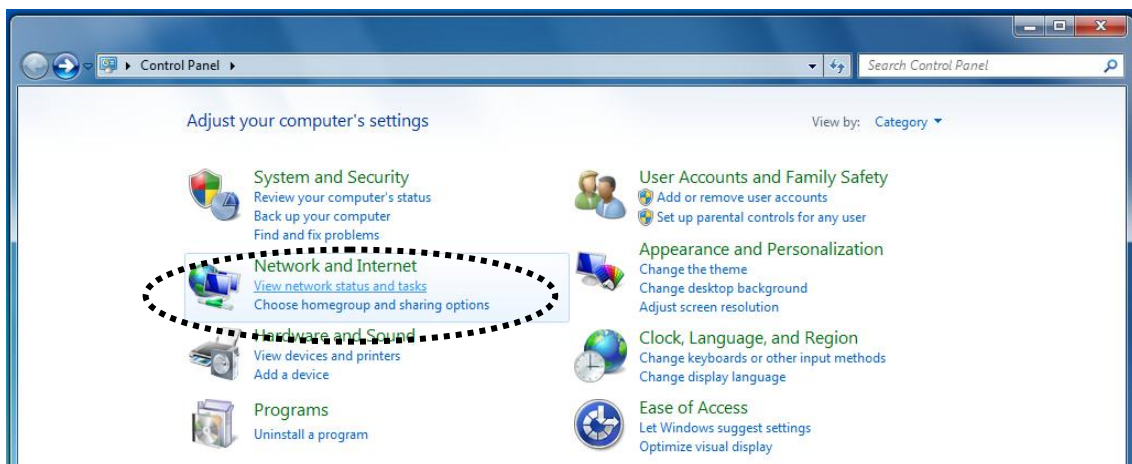 Control Panel
Search Control Panel
Adjust your computer's settings
View by: Category
System and Security
Review your computer's status
Back up your computer
Find and fix problems
Network and Internet
View network status and tasks
Choose homegroup and sharing options
Hardware and Sound
View devices and printers
Add a device
Programs
Uninstall a program
User Accounts and Family Safety
Add or remove user accounts
Set up parental controls for any user
Appearance and Personalization
Change the theme
Change desktop background
Adjust screen resolution
Clock, Language, and Region
Change keyboards or other input methods
Change display language
Ease of Access
Let Windows suggest settings
Optimize visual display